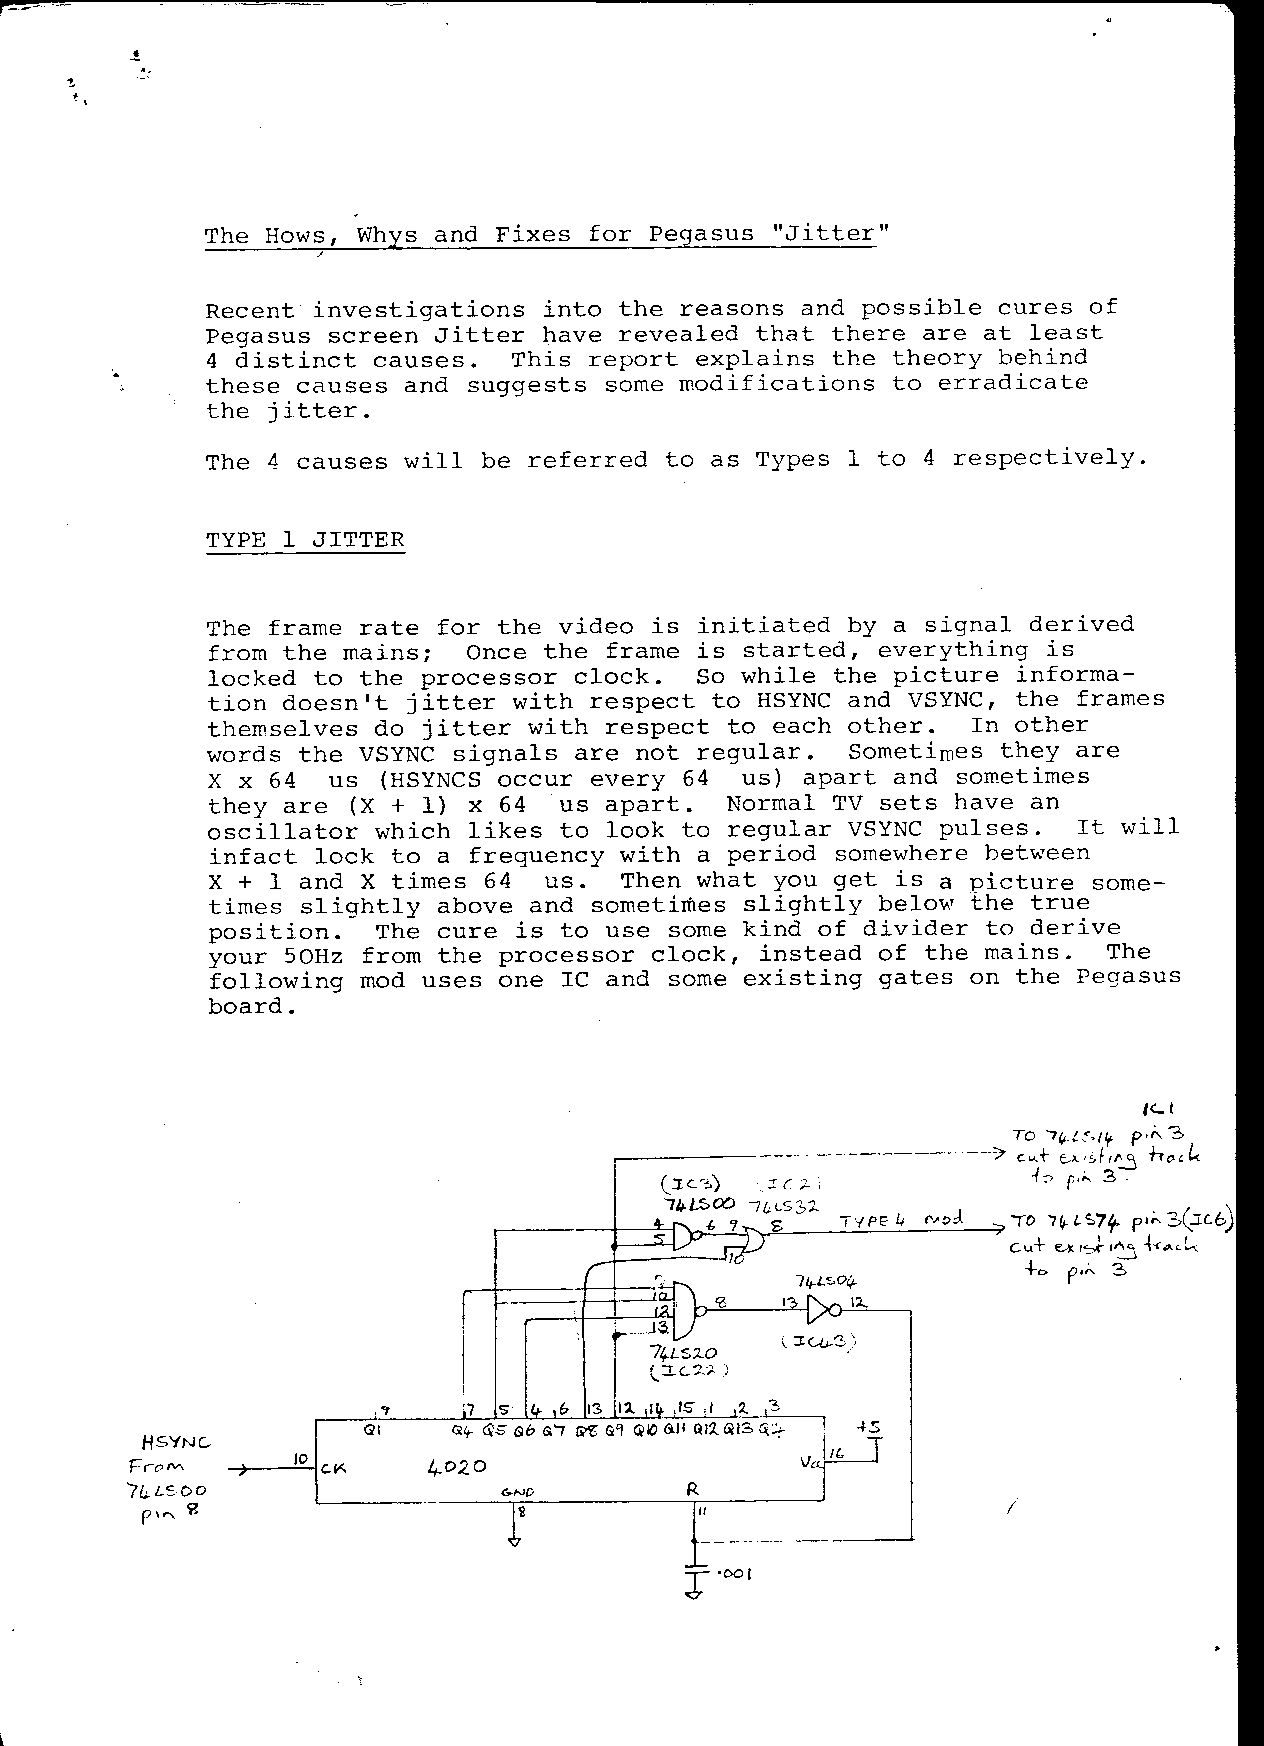 The Hows, Whys and Fixes for Pegasus "Jitter"
Recent investigations into the reasons and possible cures of
Pegasus screen Jitter have revealed that there are at least
4 distinct causes. This report explains the theory behind
these causes and suggests some modifications to erradicate
the jitter.
The 4 causes will be referred to as Types 1 to 4 respectively.
TYPE 1 JITTER
The frame rate for the video is initiated by a signal derived
from the mains; Once the frame is started, everything is
locked to the processor clock. So while the picture informa-
tion doesn't jitter with respect to HSYNC and VSYNC, the frames
themselves do jitter with respect to each other. In other
words the VSYNC signals are not regular. Sometimes they are
X x 64 us (HSYNCS occur every 64 us) apart and sometimes
they are (X + 1) x 64 us apart. Normal TV sets have an
oscillator which likes to look to regular VSYNC pulses. It will
infact lock to a frequency with a period somewhere between
X + 1 and X times 64 us. Then what you get is a picture some-
times slightly above and sometimes slightly below the true
position. The cure is to use some kind of divider to derive
your 50Hz from the processor clock, instead of the mains. The
following mod uses one IC and some existing gates on the Pegasus
board.
IC1
TO 74LS14 pin 3
cut existing track
to pin 3
(IC3) IC21
74LS00 74LS32
4 6 9 8 TYPE 4 mod TO 74LS74 pin 3 (IC6)
5 10 cut existing track
to pin 3
74LS04
10 8 13 12
12
13
74LS20 (IC43)
(IC22)
9 7 5 4 6 13 12 14 15 1 2 3
Q1 Q4 Q5 Q6 Q7 Q8 Q9 Q10 Q11 Q12 Q13 +5
HSYNC
From 10 CK 4020 Vcc 16
74LS00 GND R
pin 8 8 11
.001